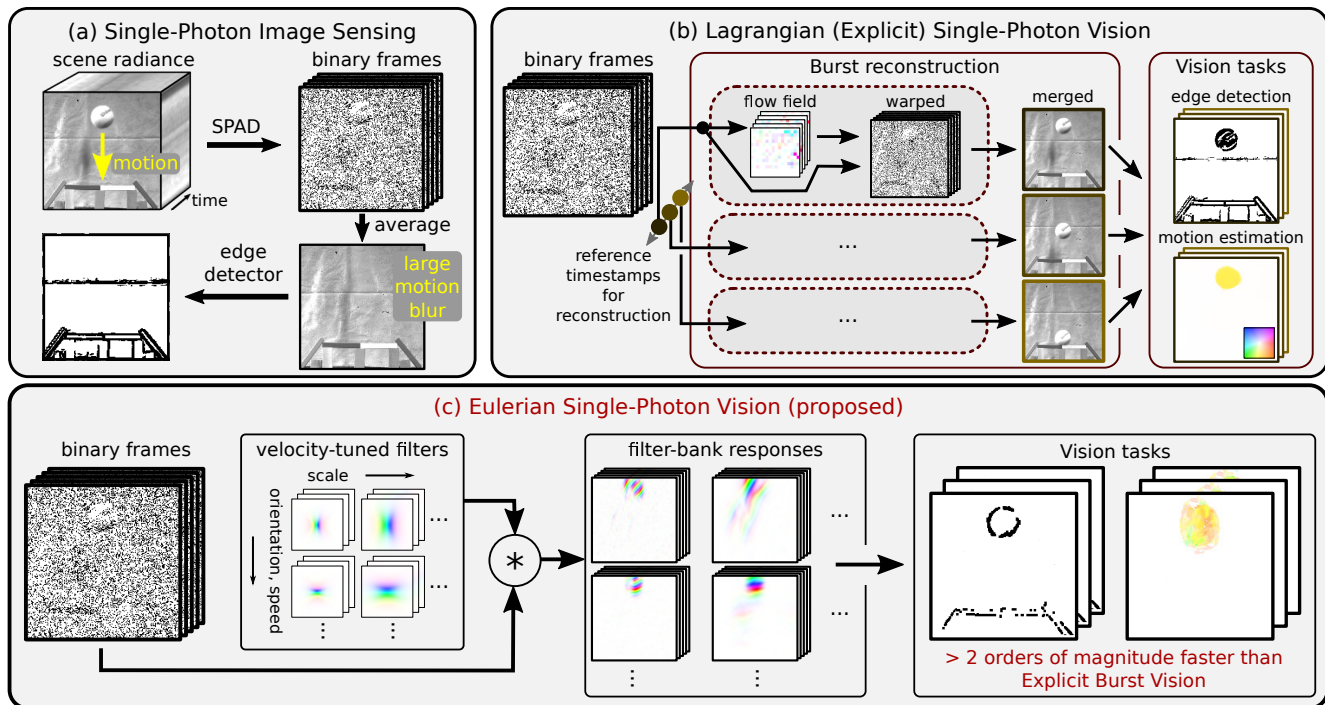 (a) Single-Photon Image Sensing
scene radiance
binary frames
SPAD
motion
time
average
edge
detector
large
motion
blur
(b) Lagrangian (Explicit) Single-Photon Vision
binary frames
Burst reconstruction
flow field
warped
merged
...
...
reference
timestamps
for
reconstruction
Vision tasks
edge detection
motion estimation
(c) Eulerian Single-Photon Vision (proposed)
binary frames
velocity-tuned filters
scale
orientation, speed
...
...
⋮
⋮
*
filter-bank responses
...
...
⋮
⋮
Vision tasks
> 2 orders of magnitude faster than
Explicit Burst Vision